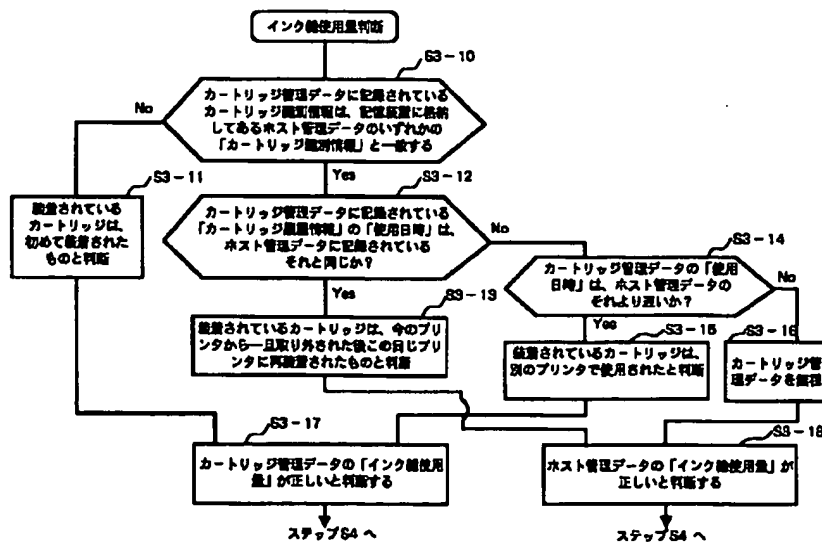 インク総使用量判断
S3-10
カートリッジ管理データに記録されている
カートリッジ識別情報は、記憶装置に格納
してあるホスト管理データのいずれかの
「カートリッジ識別情報」と一致する
No
Yes
S3-11
装着されている
カートリッジは、
初めて装着された
ものと判断
S3-12
カートリッジ管理データに記録されている
「カートリッジ履歴情報」の「使用日時」は、
ホスト管理データに記録されている
それと同じか?
No
Yes
S3-14
カートリッジ管理データの「使用
日時」は、ホスト管理データの
それより遅いか?
No
Yes
S3-13
装着されているカートリッジは、今のプリ
ンタから一旦取り外された後この同じプリン
タに再装着されたものと判断
S3-15
装着されているカートリッジは、
別のプリンタで使用されたと判断
S3-16
カートリッジ管
理データを無視
S3-17
カートリッジ管理データの「インク総使用
量」が正しいと判断する
S3-18
ホスト管理データの「インク総使用量」が
正しいと判断する
ステップS4 へ
ステップS4 へ